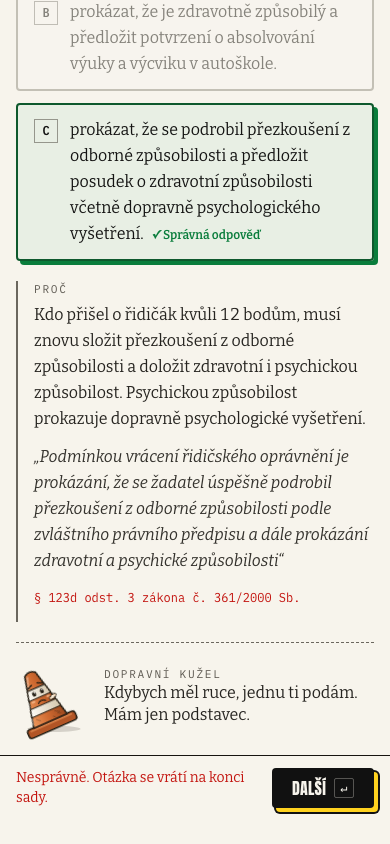 B prokázat, že je zdravotně způsobilý a
předložit potvrzení o absolvování
výuky a výcviku v autoškole.
C prokázat, že se podrobil přezkoušení z
odborné způsobilosti a předložit
posudek o zdravotní způsobilosti
včetně dopravně psychologického
vyšetření. ✓Správná odpověď
PROČ
Kdo přišel o řidičák kvůli 12 bodům, musí
znovu složit přezkoušení z odborné
způsobilosti a doložit zdravotní i psychickou
způsobilost. Psychickou způsobilost
prokazuje dopravně psychologické vyšetření.
„Podmínkou vrácení řidičského oprávnění je
prokázání, že se žadatel úspěšně podrobil
přezkoušení z odborné způsobilosti podle
zvláštního právního předpisu a dále prokázání
zdravotní a psychické způsobilosti“
§ 123d odst. 3 zákona č. 361/2000 Sb.
DOPRAVNÍ KUŽEL
Kdybych měl ruce, jednu ti podám.
Mám jen podstavec.
Nesprávně. Otázka se vrátí na konci
sady.
DALŠÍ ↵